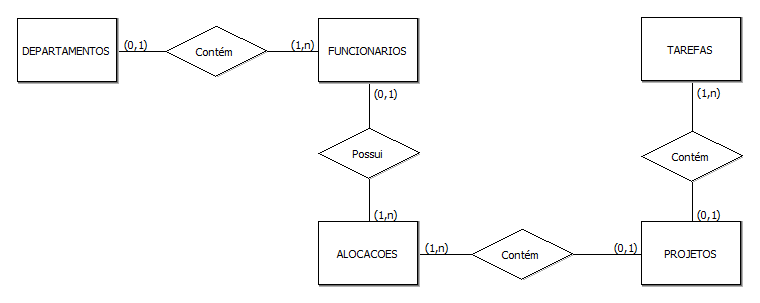 DEPARTAMENTOS (0,1) Contém (1,n) FUNCIONARIOS
TAREFAS
(0,1)
(1,n)
Possui
Contém
(1,n)
(0,1)
ALOCACOES (1,n) Contém (0,1) PROJETOS